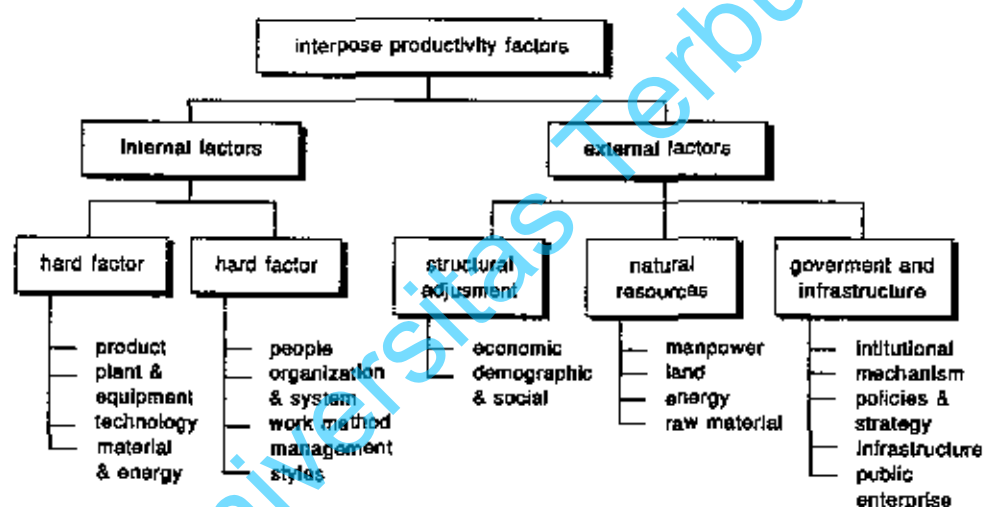 interpose productivity factors
Internal factors
external factors
hard factor
hard factor
structural
adjusment
natural
resources
goverment and
infrastructure
product
plant &
equipment
technology
material
& energy
people
organization
& system
work method
management
styles
economic
demographic
& social
manpower
land
energy
raw material
intitutional
mechanism
policies &
strategy
infrastructure
public
enterprise
niversitas Terbu